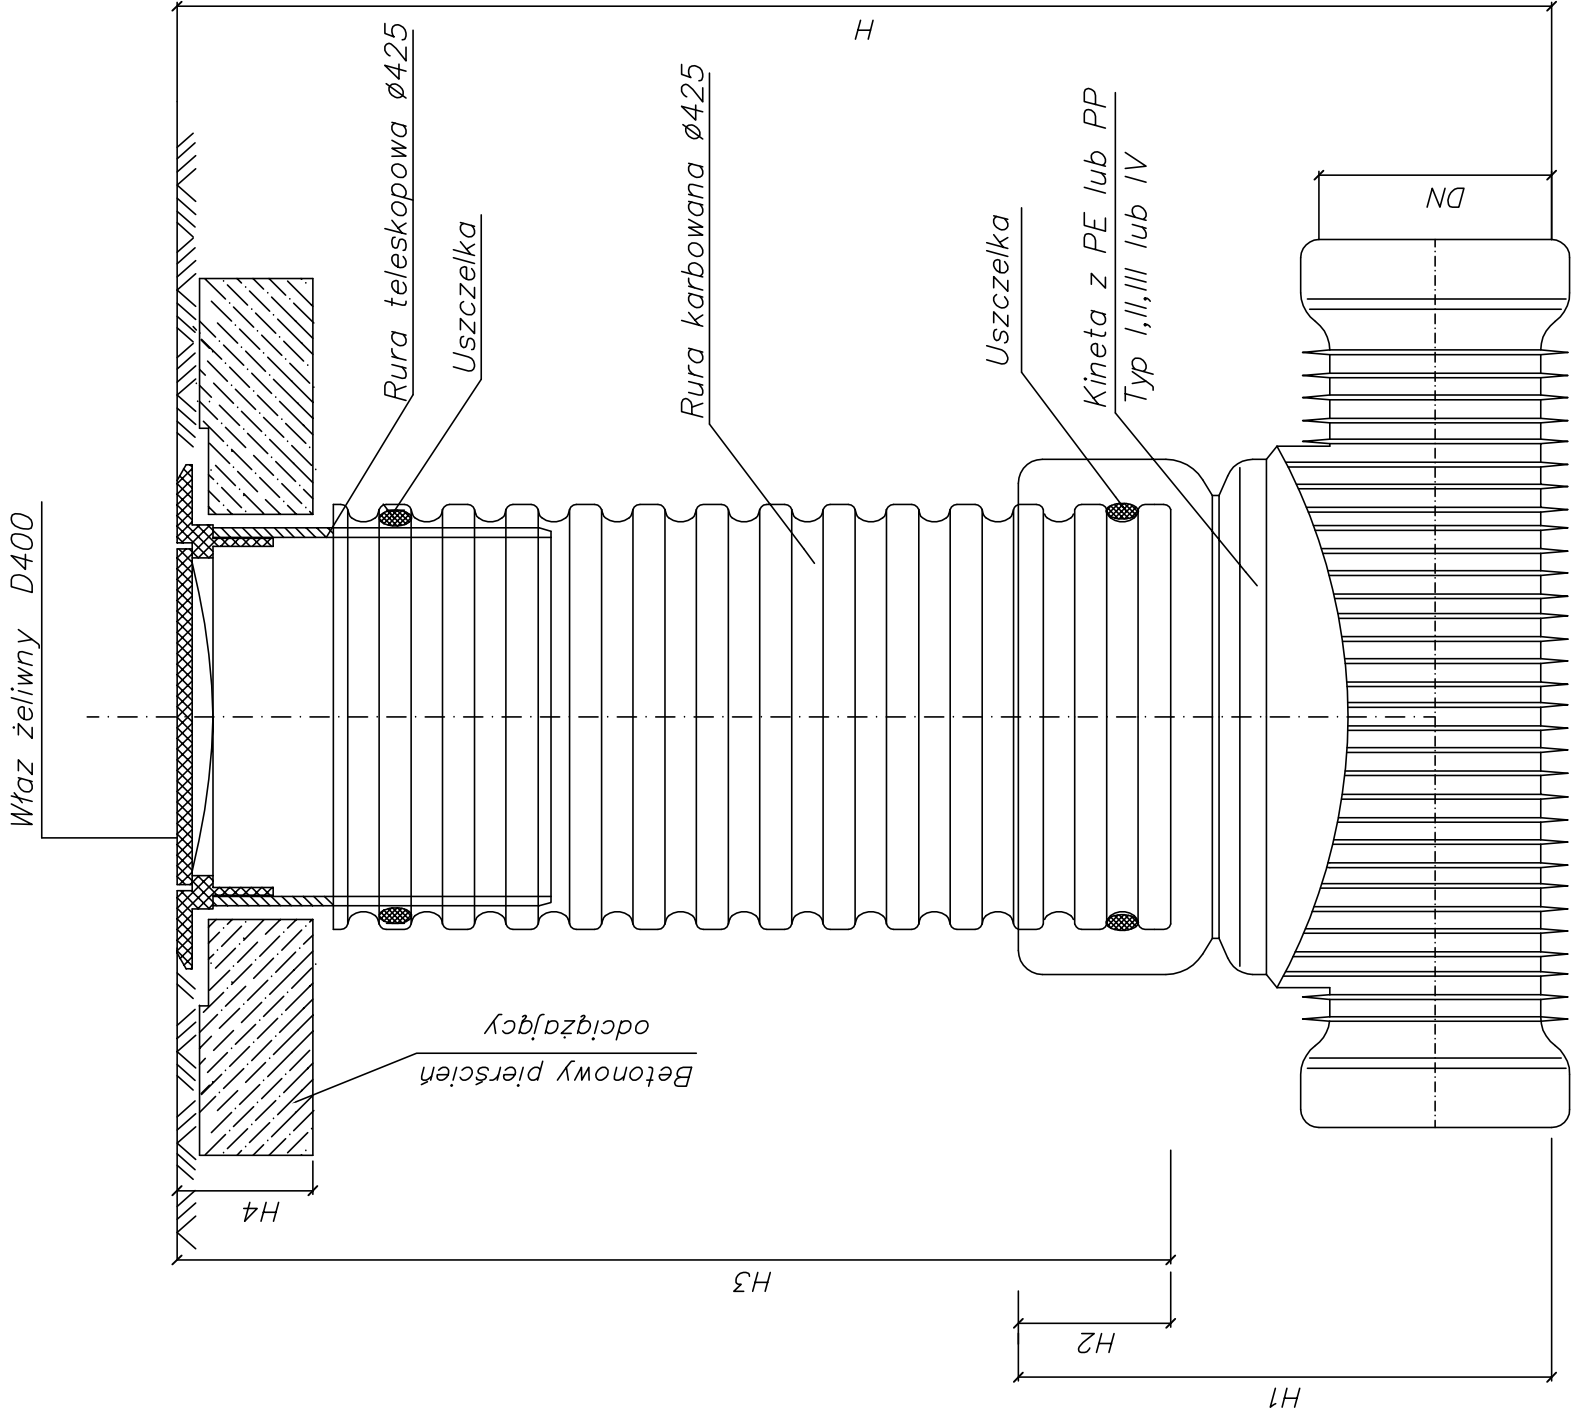 Właz żeliwny D400
Rura teleskopowa ø425
Uszczelka
Rura karbowana ø425
Uszczelka
Kineta z PE lub PP
Typ I,II,III lub IV
Betonowy pierścień
odciążający
H
DN
H4
H3
H2
H1